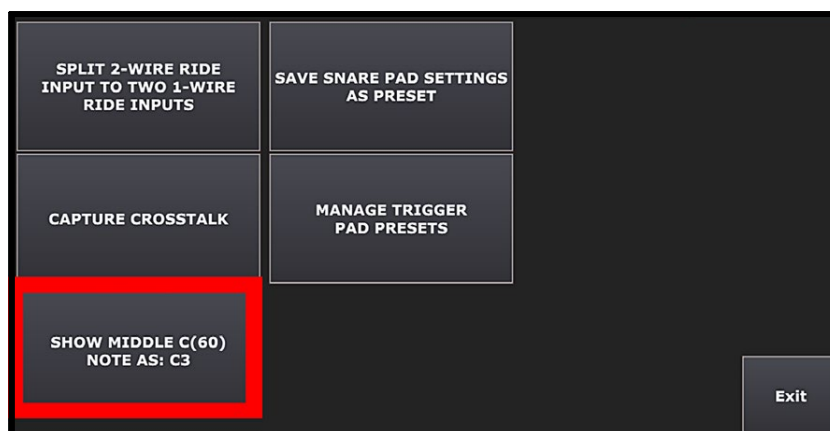 SPLIT 2-WIRE RIDE
INPUT TO TWO 1-WIRE
RIDE INPUTS
SAVE SNARE PAD SETTINGS
AS PRESET
CAPTURE CROSSTALK
MANAGE TRIGGER
PAD PRESETS
SHOW MIDDLE C(60)
NOTE AS: C3
Exit